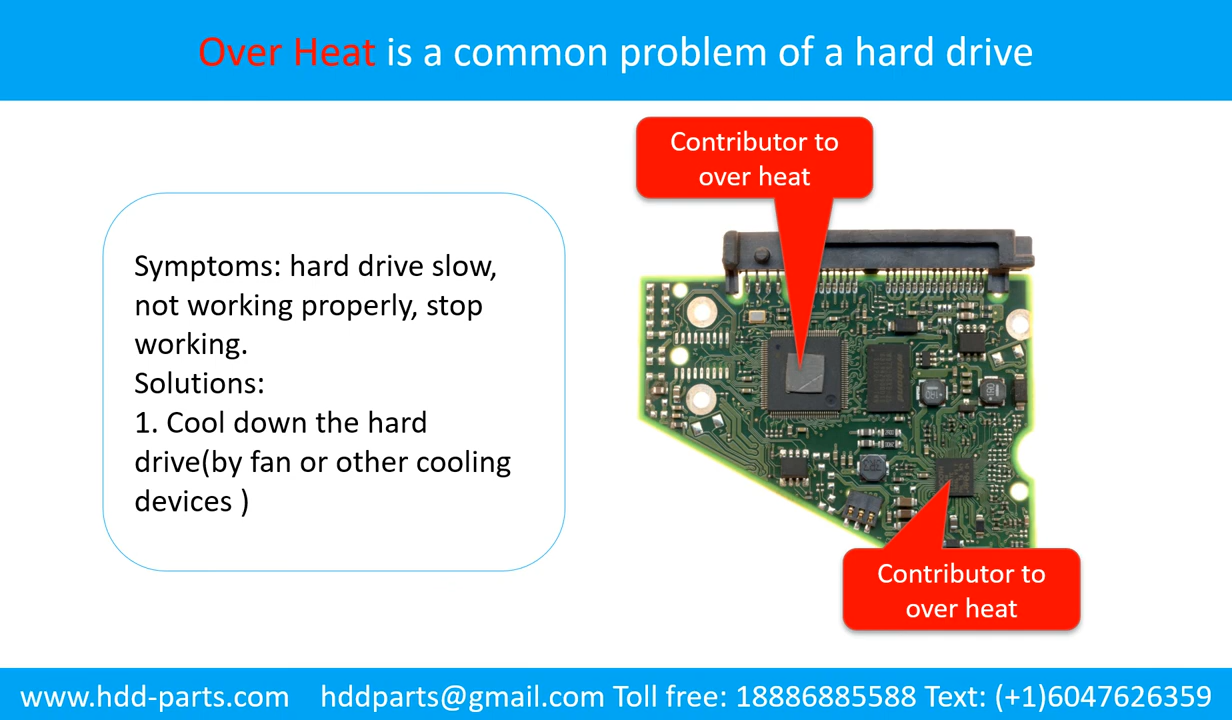 Over Heat is a common problem of a hard drive
Contributor to
over heat
Symptoms: hard drive slow,
not working properly, stop
working.
Solutions:
1. Cool down the hard
drive(by fan or other cooling
devices )
Contributor to
over heat
www.hdd-parts.com    hddparts@gmail.com Toll free: 18886885588 Text: (+1)6047626359